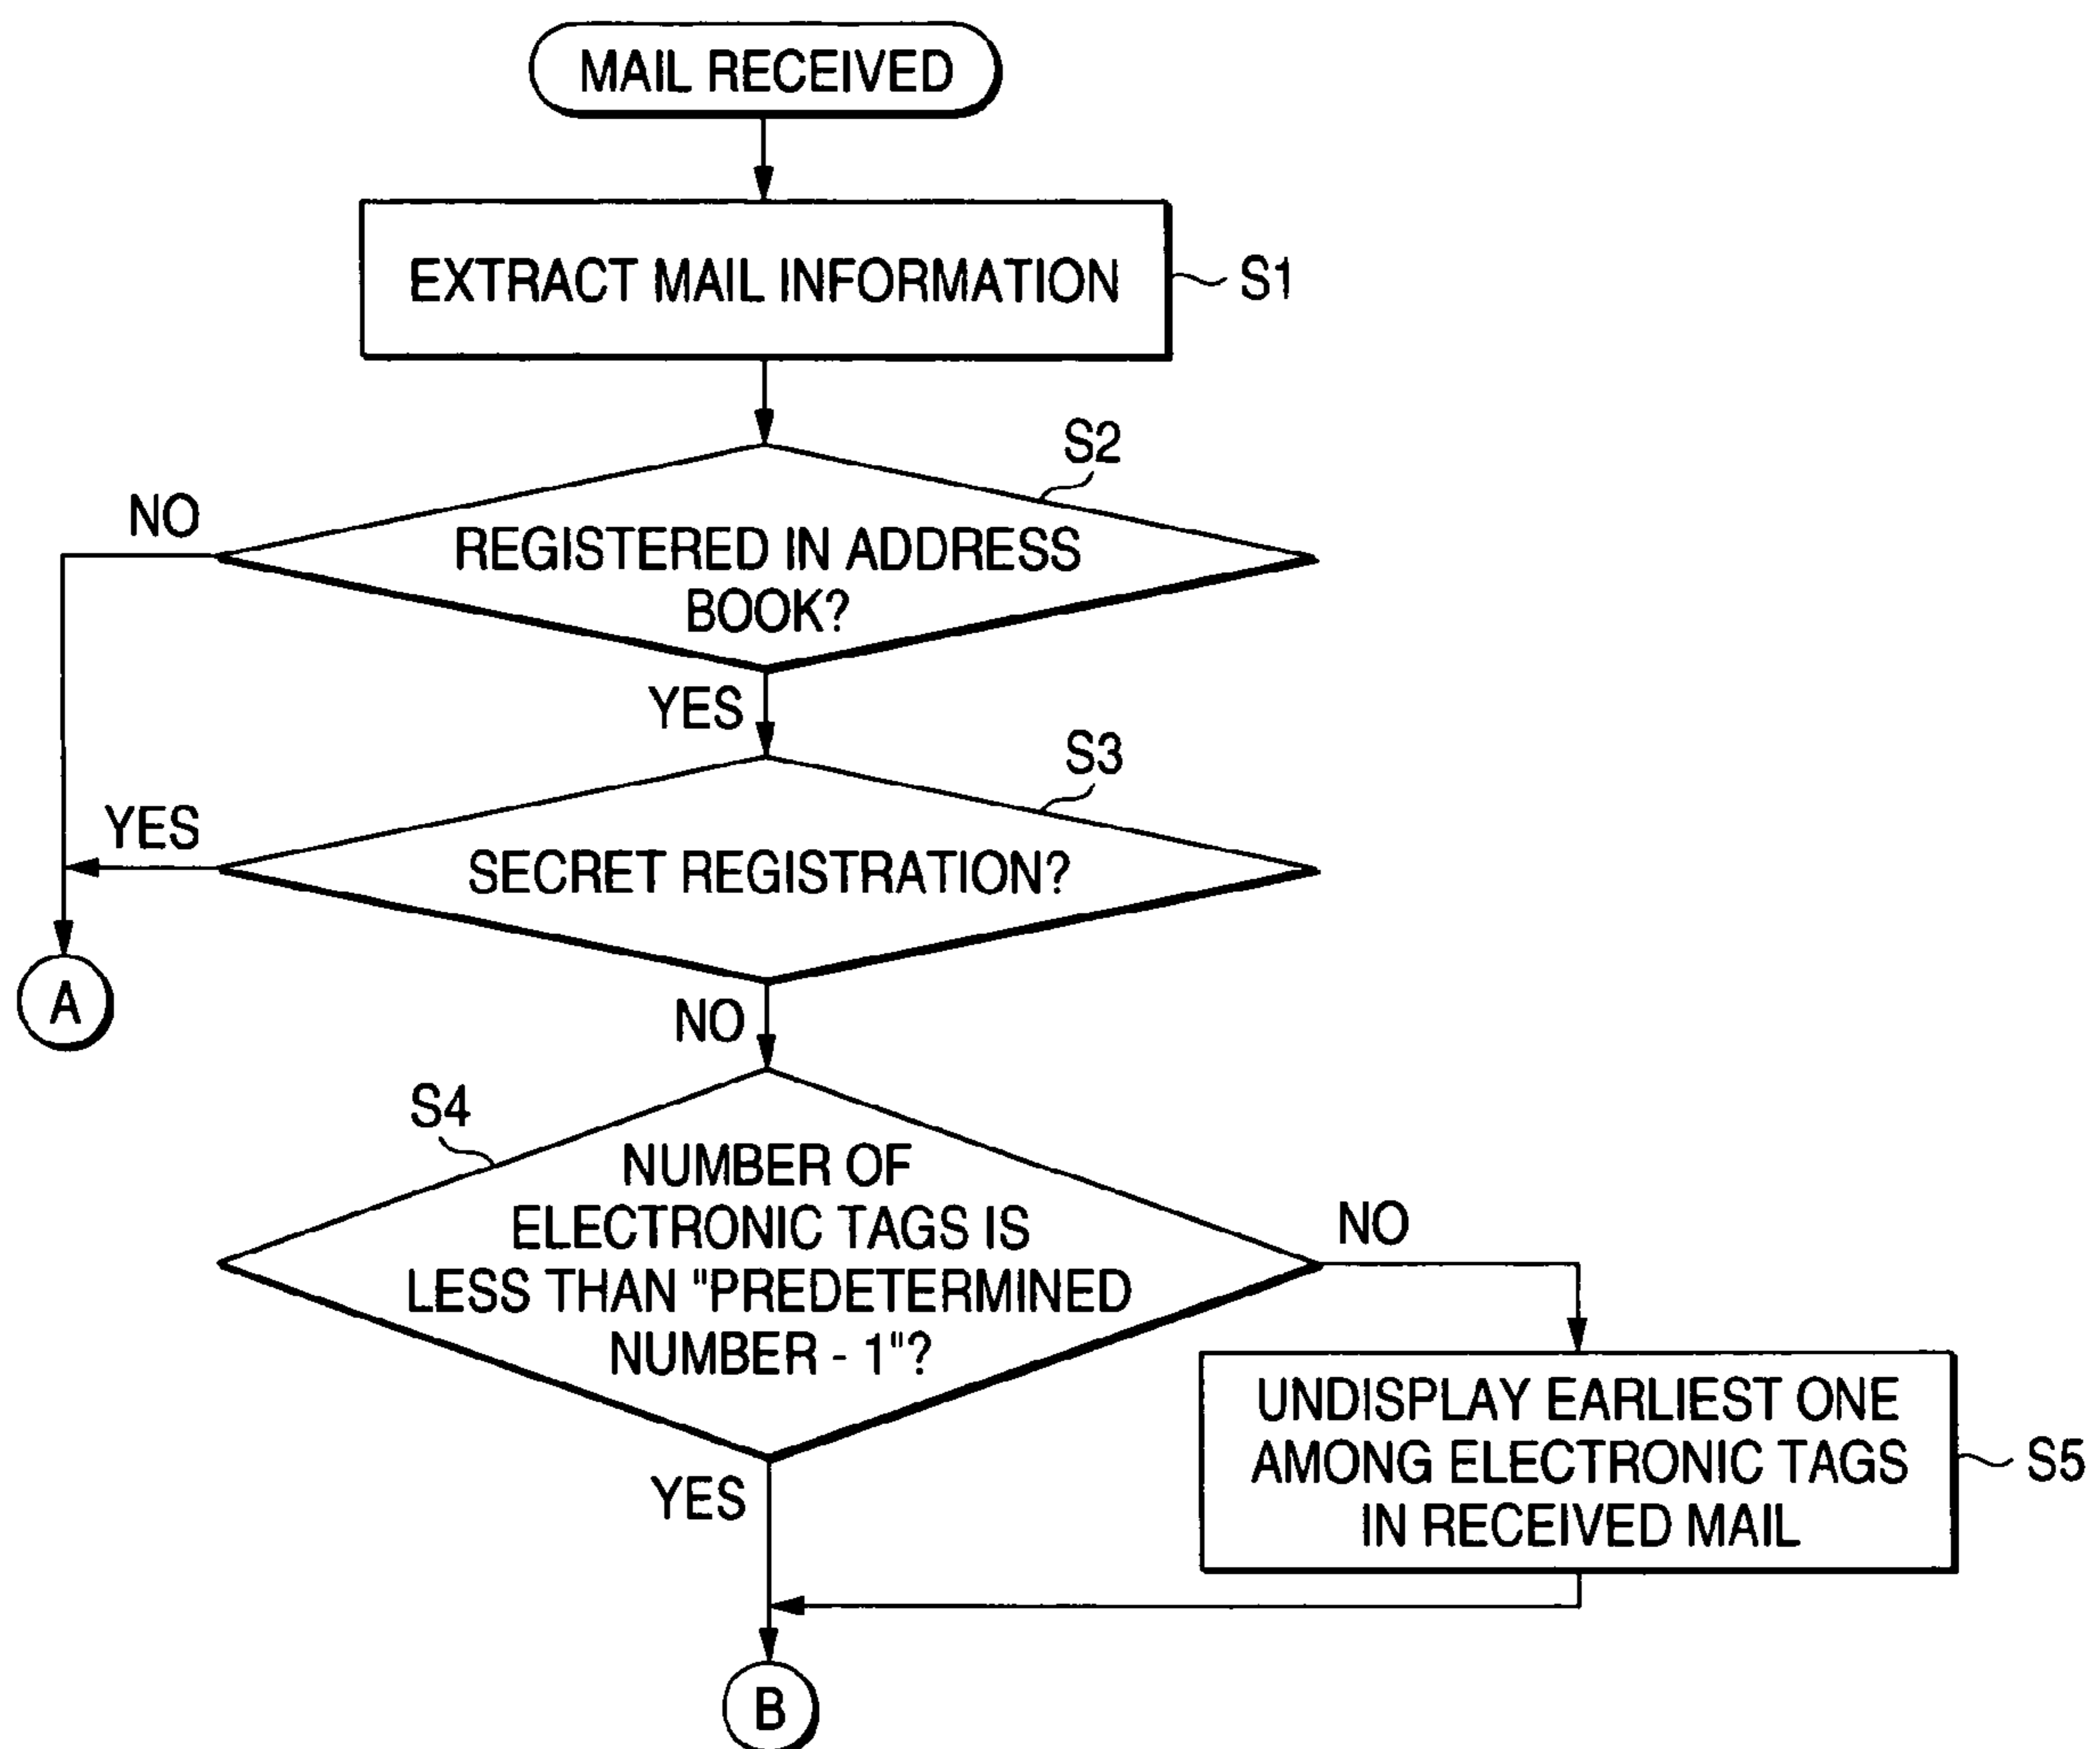 MAIL RECEIVED
EXTRACT MAIL INFORMATION
S1
S2
NO
REGISTERED IN ADDRESS
BOOK?
YES
S3
YES
SECRET REGISTRATION?
A
NO
S4
NUMBER OF
ELECTRONIC TAGS IS
LESS THAN "PREDETERMINED
NUMBER - 1"?
NO
UNDISPLAY EARLIEST ONE
AMONG ELECTRONIC TAGS
IN RECEIVED MAIL
S5
YES
B